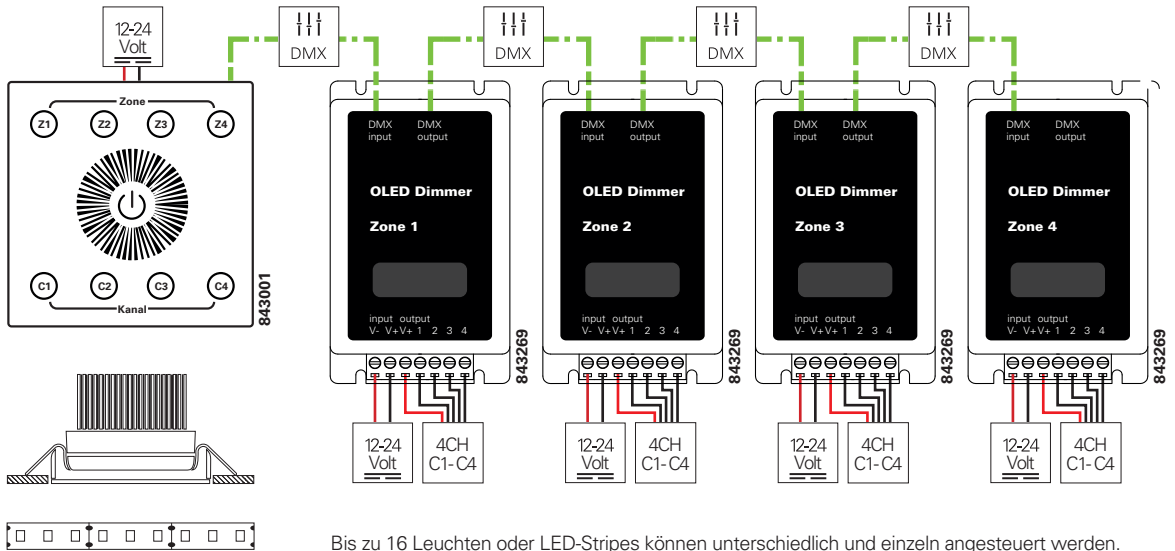 12-24
Volt
DMX
DMX
DMX
DMX
Zone
Z1 Z2 Z3 Z4
C1 C2 C3 C4
Kanal
843001
DMX input
DMX output
OLED Dimmer
Zone 1
input output
V- V+V+ 1 2 3 4
843269
12-24
Volt
4CH
C1-C4
DMX input
DMX output
OLED Dimmer
Zone 2
input output
V- V+V+ 1 2 3 4
843269
12-24
Volt
4CH
C1-C4
DMX input
DMX output
OLED Dimmer
Zone 3
input output
V- V+V+ 1 2 3 4
843269
12-24
Volt
4CH
C1-C4
DMX input
DMX output
OLED Dimmer
Zone 4
input output
V- V+V+ 1 2 3 4
843269
12-24
Volt
4CH
C1-C4
Bis zu 16 Leuchten oder LED-Stripes können unterschiedlich und einzeln angesteuert werden.